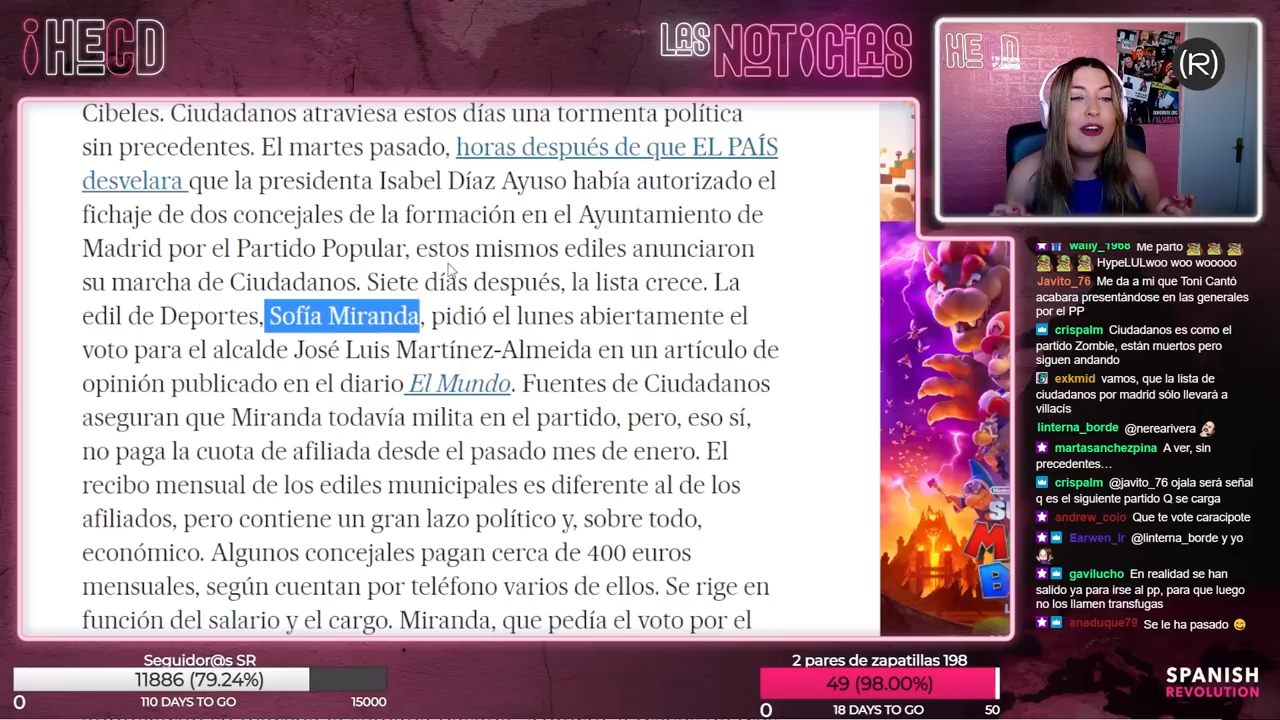 ¡HECD
LAS NOTiCiAS
HE D
(R)
Cibeles. Ciudadanos atraviesa estos días una tormenta política
sin precedentes. El martes pasado, horas después de que EL PAÍS
desvelara que la presidenta Isabel Díaz Ayuso había autorizado el
fichaje de dos concejales de la formación en el Ayuntamiento de
Madrid por el Partido Popular, estos mismos ediles anunciaron
su marcha de Ciudadanos. Siete días después, la lista crece. La
edil de Deportes, Sofía Miranda, pidió el lunes abiertamente el
voto para el alcalde José Luis Martínez-Almeida en un artículo de
opinión publicado en el diario El Mundo. Fuentes de Ciudadanos
aseguran que Miranda todavía milita en el partido, pero, eso sí,
no paga la cuota de afiliada desde el pasado mes de enero. El
recibo mensual de los ediles municipales es diferente al de los
afiliados, pero contiene un gran lazo político y, sobre todo,
económico. Algunos concejales pagan cerca de 400 euros
mensuales, según cuentan por teléfono varios de ellos. Se rige en
función del salario y el cargo. Miranda, que pedía el voto por el
wally_1968 Me parto
HypeLULwoo woo wooooo
Javito_76 Me da a mi que Toni Cantó
acabara presentándose en las generales
por el PP
crispalm Ciudadanos es como el
partido Zombie, están muertos pero
siguen andando
exkmid vamos, que la lista de
ciudadanos por madrid sólo llevará a
villacís
linterna_borde @nerearivera
martasanchezpina A ver, sin
precedentes…
crispalm @javito_76 ojala será señal
q es el siguiente partido Q se carga
andrew_colo Que te vote caracipote
Earwen_Ir @linterna_borde y yo
gavilucho En realidad se han
salido ya para irse al pp, para que luego
no los llamen transfugas
anaduque79 Se le ha pasado
Seguidor@s SR
11886 (79.24%)
0 110 DAYS TO GO 15000
2 pares de zapatillas 198
49 (98.00%)
0 18 DAYS TO GO 50
SPANISH
REVOLUTION